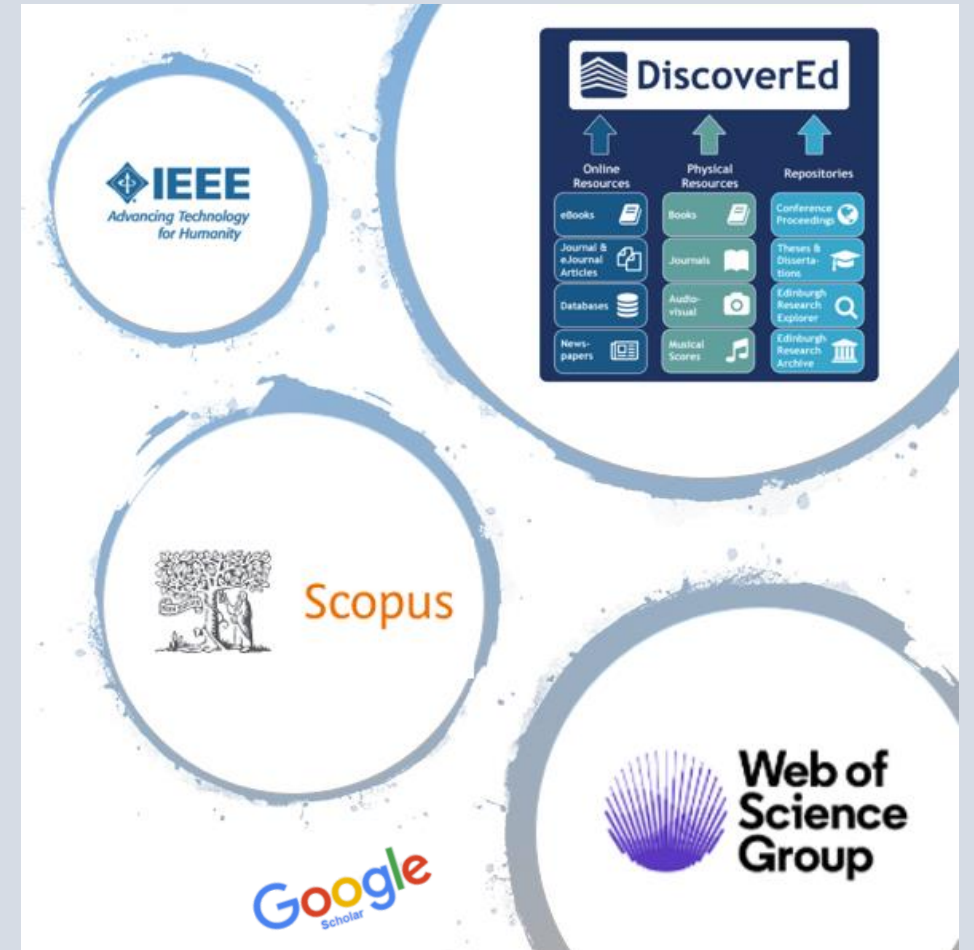 DiscoverEd
Online
Resources
Physical
Resources
Repositories
eBooks
Journal &
eJournal
Articles
Databases
News-
papers
Books
Journals
Audio-
visual
Musical
Scores
Conference
Proceedings
Theses &
Disserta-
tions
Edinburgh
Research
Explorer
Edinburgh
Research
Archive
IEEE
Advancing Technology
for Humanity
Scopus
Web of
Science
Group
Google
Scholar